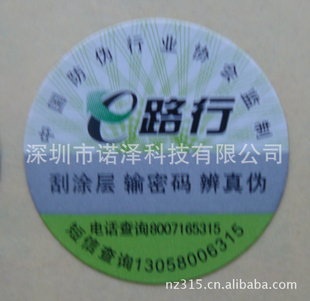 中国防伪行业协会监制
e路行
深圳市诺泽科技有限公司
刮涂层 输密码 辨真伪
电话查询8007165315
短信查询13058006315
nz315.1688.com